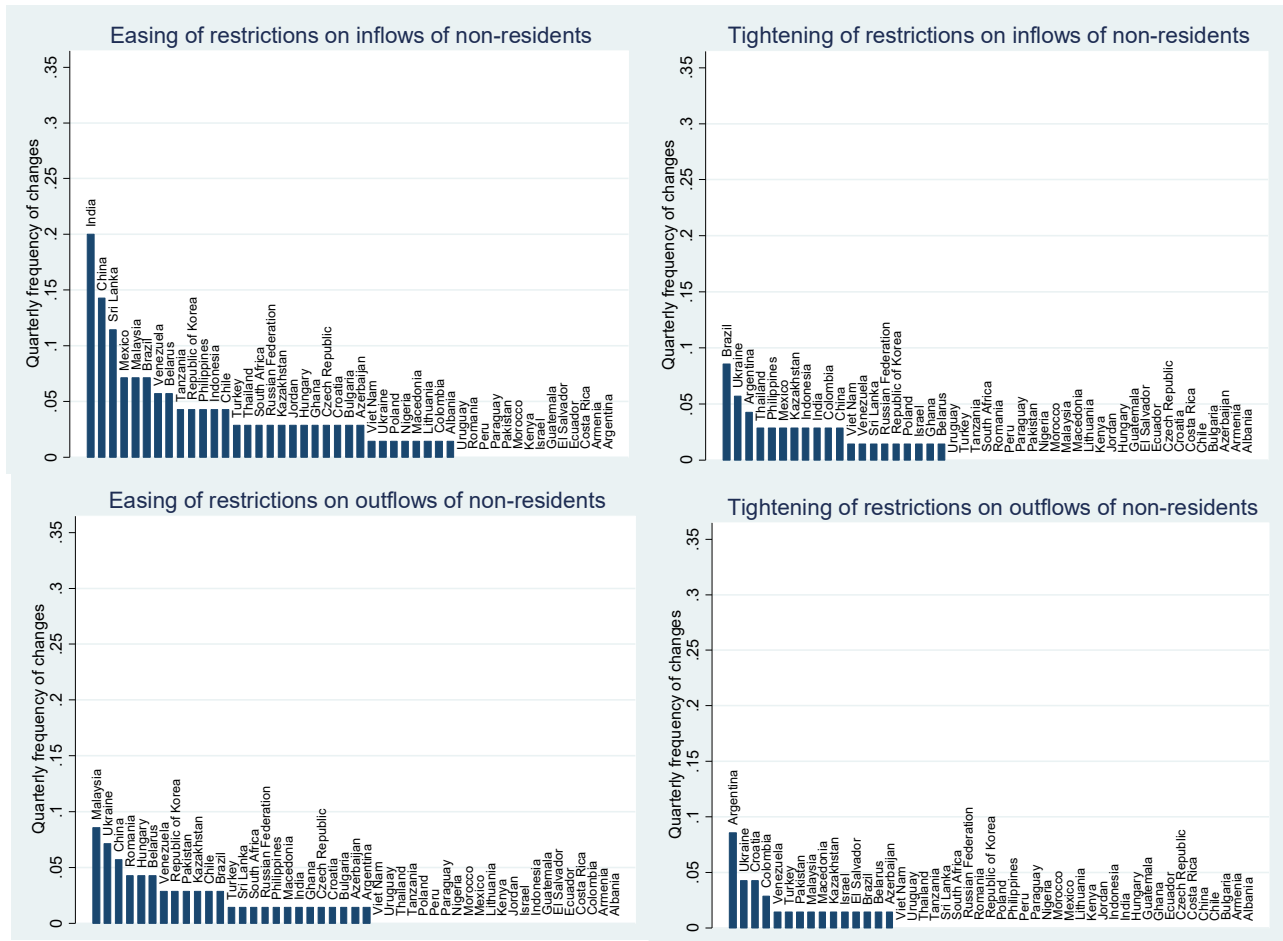 Easing of restrictions on inflows of non-residents
Quarterly frequency of changes
0
.05
.1
.15
.2
.25
.3
.35
India
China
Sri Lanka
Mexico
Malaysia
Brazil
Venezuela
Belarus
Tanzania
Republic of Korea
Philippines
Indonesia
Chile
Turkey
Thailand
South Africa
Russian Federation
Kazakhstan
Jordan
Hungary
Ghana
Czech Republic
Croatia
Bulgaria
Azerbaijan
Viet Nam
Ukraine
Poland
Nigeria
Macedonia
Lithuania
Colombia
Albania
Uruguay
Romania
Peru
Paraguay
Pakistan
Morocco
Kenya
Israel
Guatemala
El Salvador
Ecuador
Costa Rica
Armenia
Argentina
Tightening of restrictions on inflows of non-residents
Quarterly frequency of changes
0
.05
.1
.15
.2
.25
.3
.35
Brazil
Ukraine
Argentina
Thailand
Philippines
Mexico
Kazakhstan
Indonesia
India
Colombia
China
Viet Nam
Venezuela
Sri Lanka
Russian Federation
Republic of Korea
Poland
Israel
Ghana
Belarus
Uruguay
Turkey
Tanzania
South Africa
Romania
Peru
Paraguay
Pakistan
Nigeria
Morocco
Malaysia
Macedonia
Lithuania
Kenya
Jordan
Hungary
Guatemala
El Salvador
Ecuador
Czech Republic
Croatia
Costa Rica
Chile
Bulgaria
Azerbaijan
Armenia
Albania
Easing of restrictions on outflows of non-residents
Quarterly frequency of changes
0
.05
.1
.15
.2
.25
.3
.35
Malaysia
Ukraine
China
Romania
Hungary
Belarus
Venezuela
Republic of Korea
Pakistan
Kazakhstan
Chile
Brazil
Turkey
Sri Lanka
South Africa
Russian Federation
Philippines
Macedonia
India
Ghana
Czech Republic
Croatia
Bulgaria
Azerbaijan
Argentina
Viet Nam
Uruguay
Thailand
Tanzania
Poland
Peru
Paraguay
Nigeria
Morocco
Mexico
Lithuania
Kenya
Jordan
Israel
Indonesia
Guatemala
El Salvador
Ecuador
Costa Rica
Colombia
Armenia
Albania
Tightening of restrictions on outflows of non-residents
Quarterly frequency of changes
0
.05
.1
.15
.2
.25
.3
.35
Argentina
Ukraine
Croatia
Colombia
Venezuela
Turkey
Pakistan
Malaysia
Macedonia
Kazakhstan
Israel
El Salvador
Brazil
Belarus
Azerbaijan
Viet Nam
Uruguay
Thailand
Tanzania
Sri Lanka
South Africa
Russian Federation
Romania
Republic of Korea
Poland
Philippines
Peru
Paraguay
Nigeria
Morocco
Mexico
Lithuania
Kenya
Jordan
Indonesia
India
Hungary
Guatemala
Ghana
Ecuador
Czech Republic
Costa Rica
China
Chile
Bulgaria
Armenia
Albania